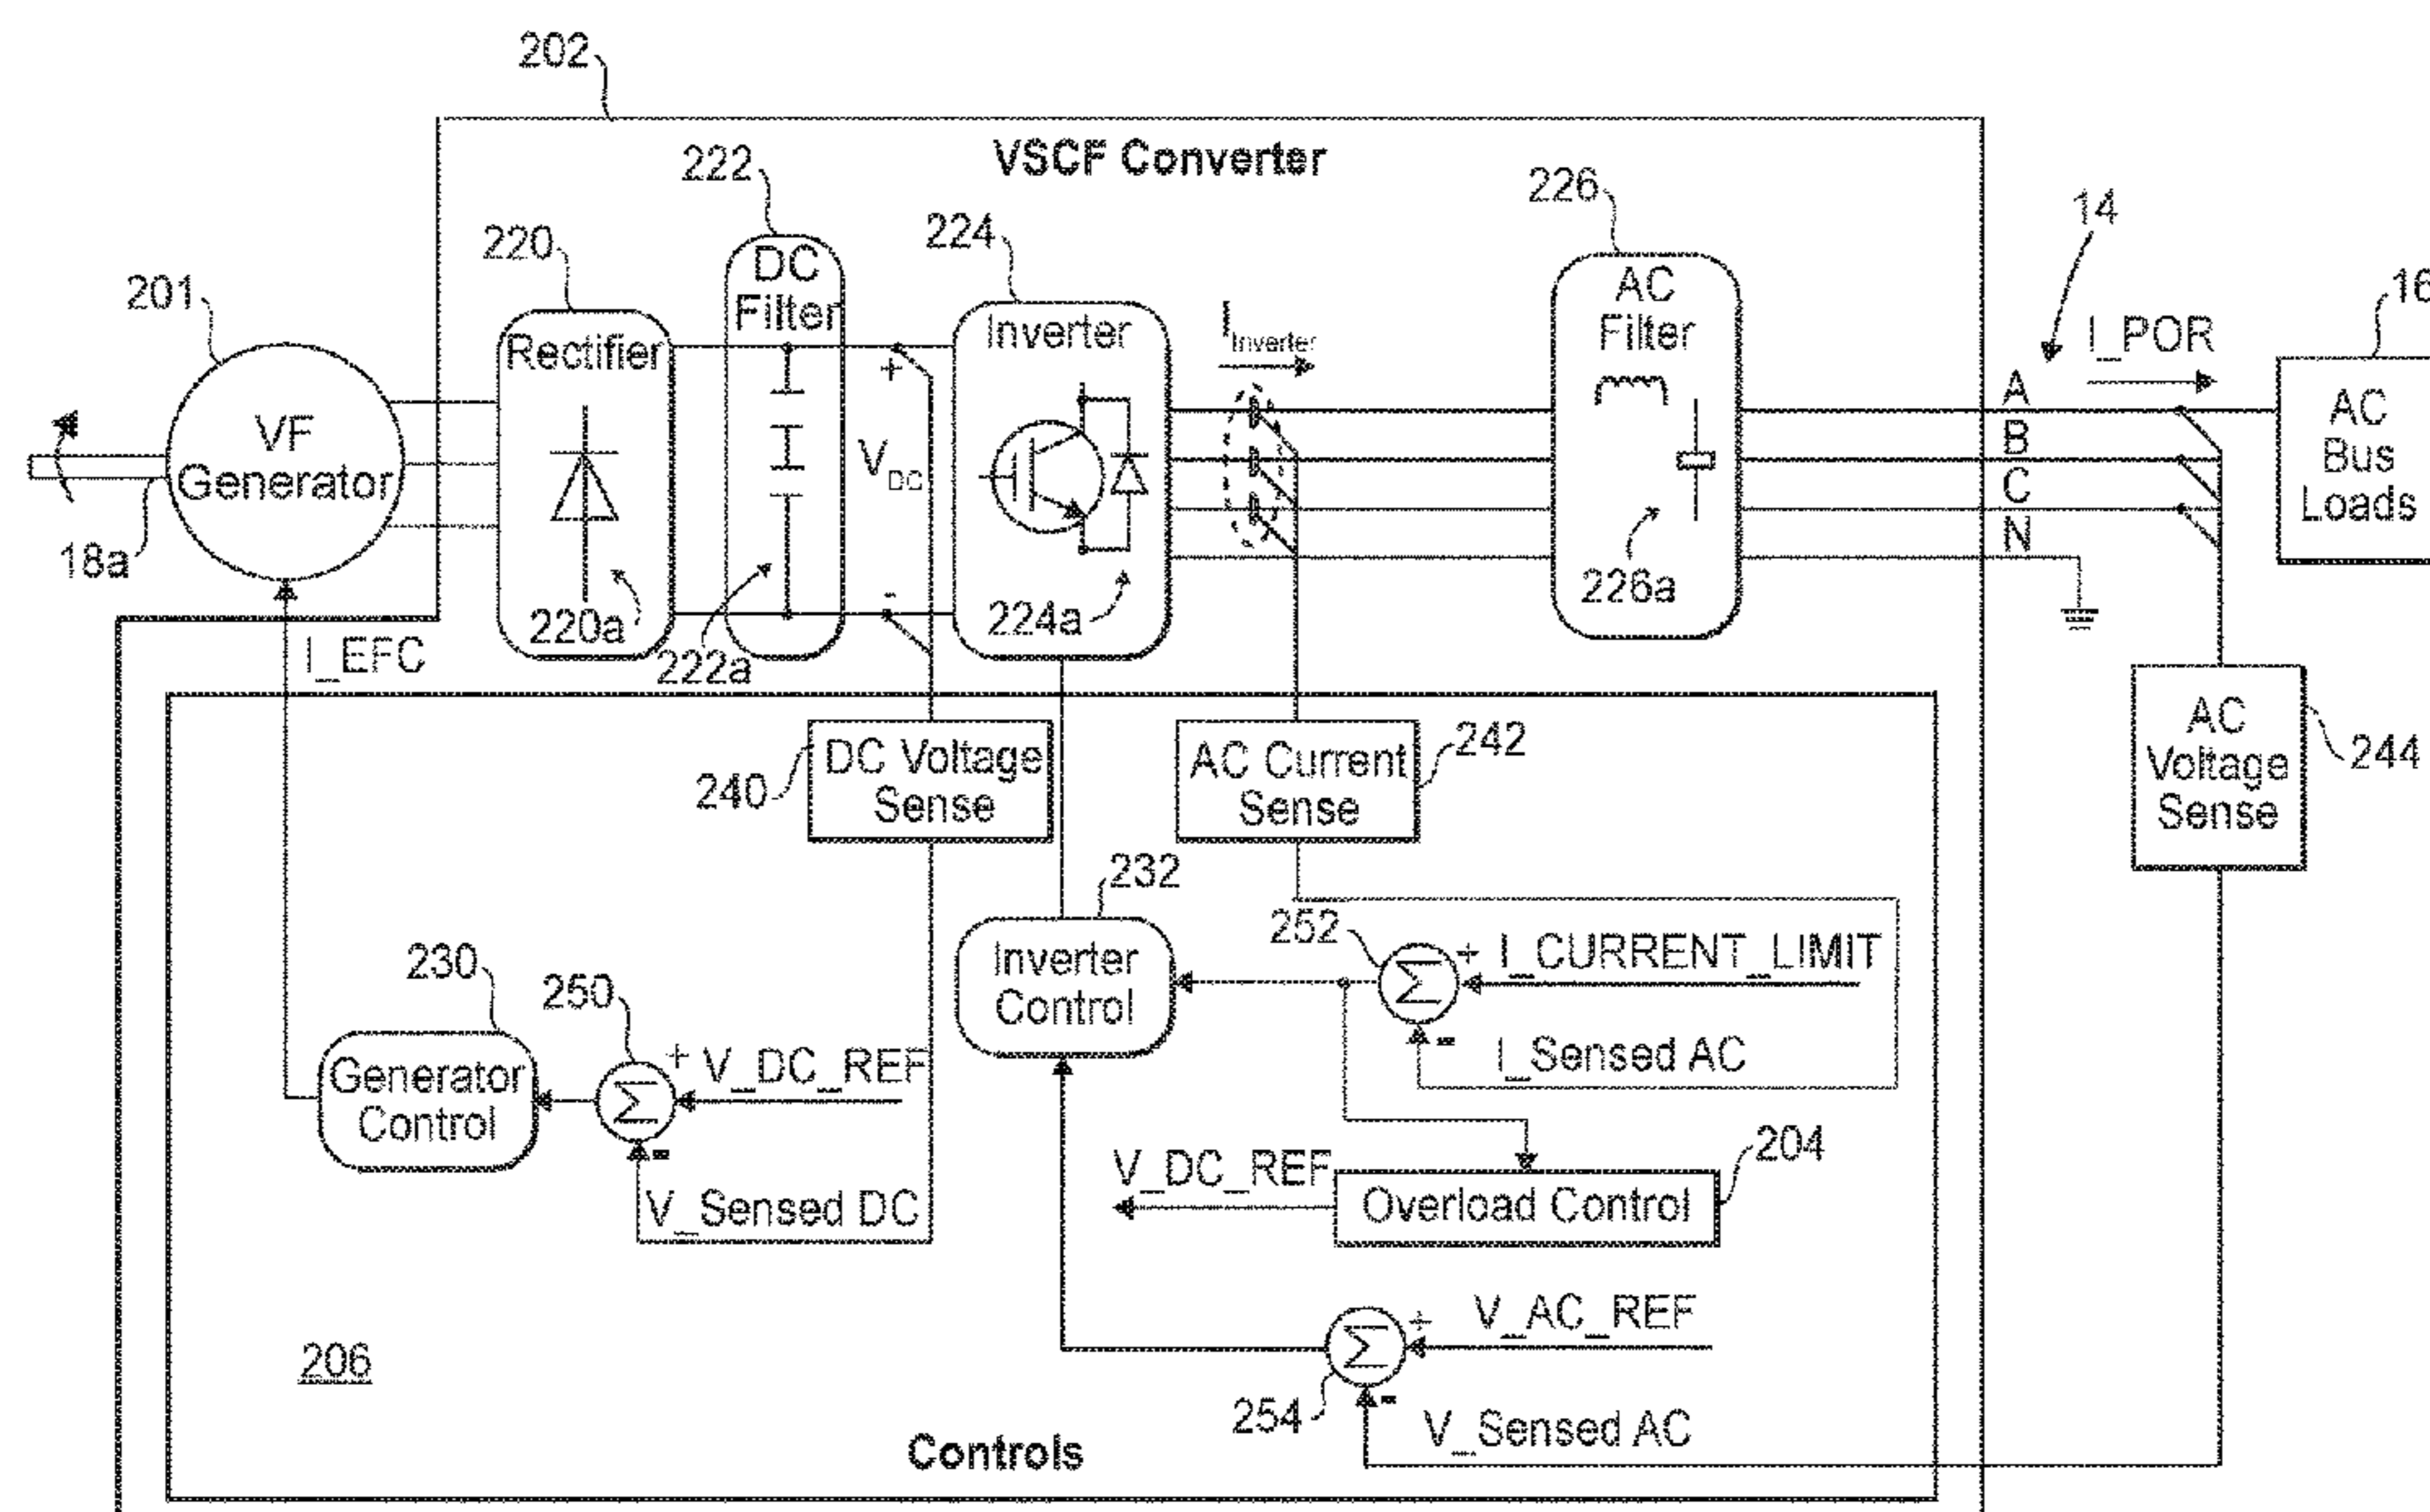 202
VSCF Converter
222
226
14
224
220
201
16
DC
Filter
Rectifier
Inverter
I Inverter
AC
Filter
I_POR
VF
Generator
+
V DC
-
A
B
C
N
AC
Bus
Loads
18a
220a
222a
224a
226a
I_EFC
240
DC Voltage
Sense
AC Current
Sense
242
AC
Voltage
Sense
244
232
252
Inverter
Control
Σ
+
I_CURRENT_LIMIT
-
I_Sensed AC
230
250
Generator
Control
Σ
+
V_DC_REF
-
V_Sensed DC
204
V_DC_REF
Overload Control
Σ
+
V_AC_REF
254
-
V_Sensed AC
206
Controls